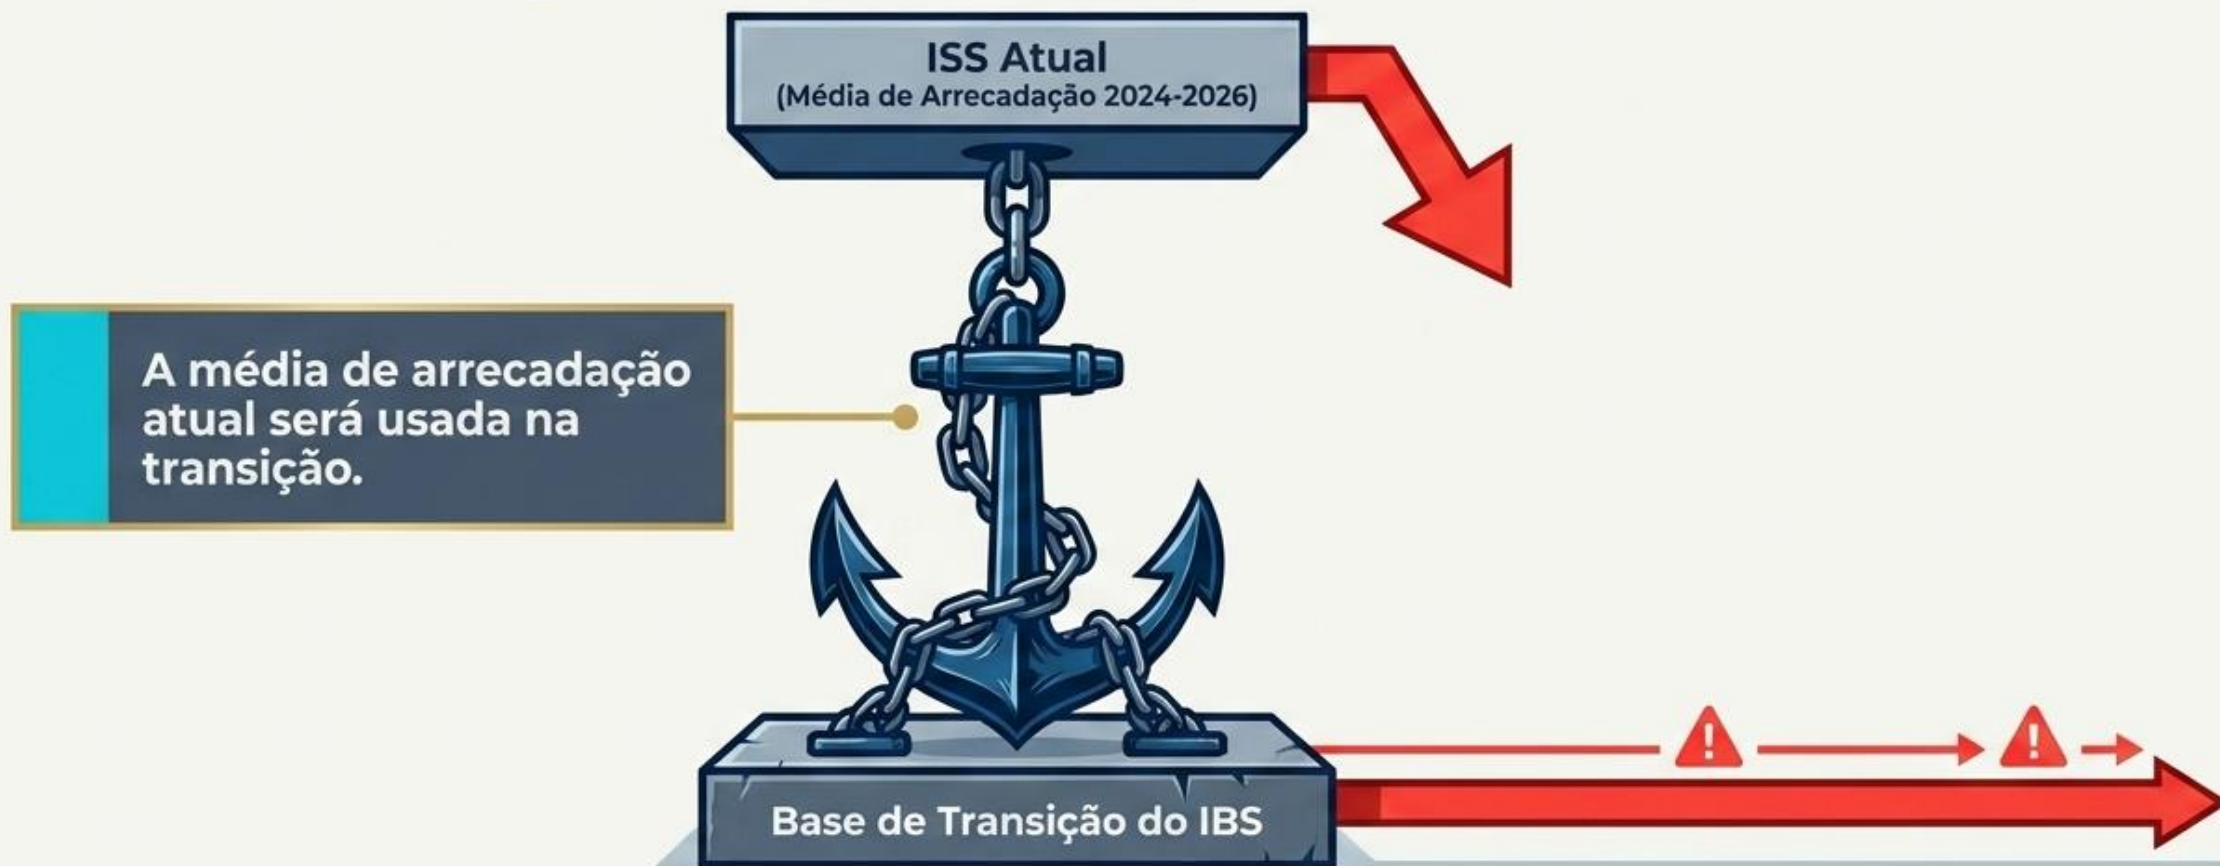 ISS Atual
(Média de Arrecadação 2024-2026)
A média de arrecadação
atual será usada na
transição.
Base de Transição do IBS